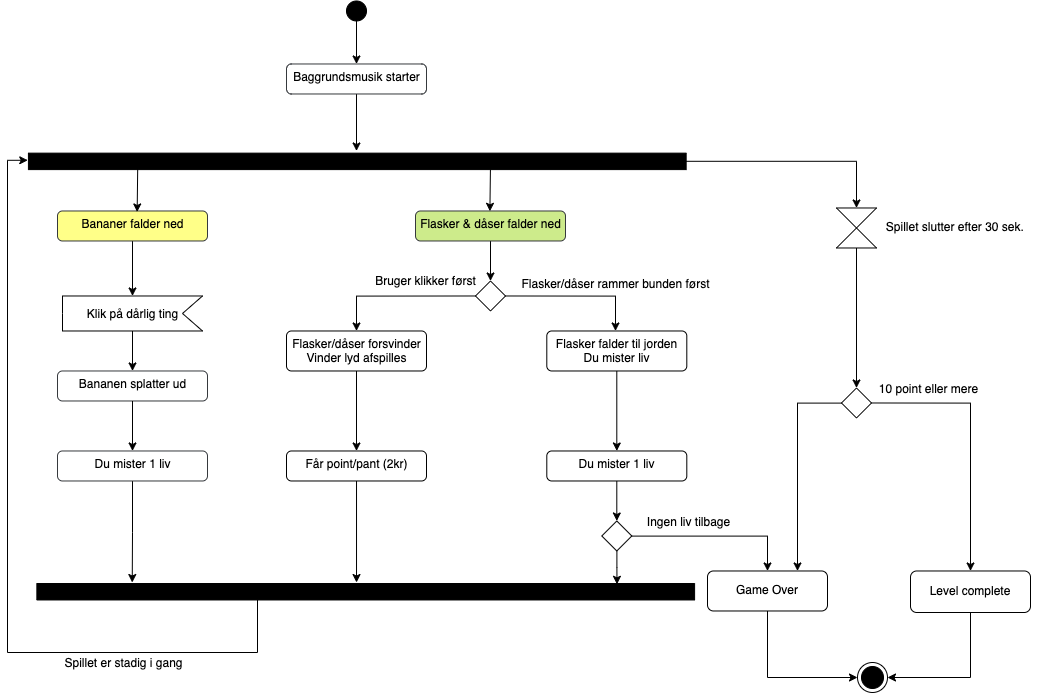 Baggrundsmusik starter
Bananer falder ned
Flasker & dåser falder ned
Spillet slutter efter 30 sek.
Bruger klikker først
Flasker/dåser rammer bunden først
Klik på dårlig ting
Flasker/dåser forsvinder
Vinder lyd afspilles
Flasker falder til jorden
Du mister liv
Bananen splatter ud
10 point eller mere
Du mister 1 liv
Får point/pant (2kr)
Du mister 1 liv
Ingen liv tilbage
Game Over
Level complete
Spillet er stadig i gang